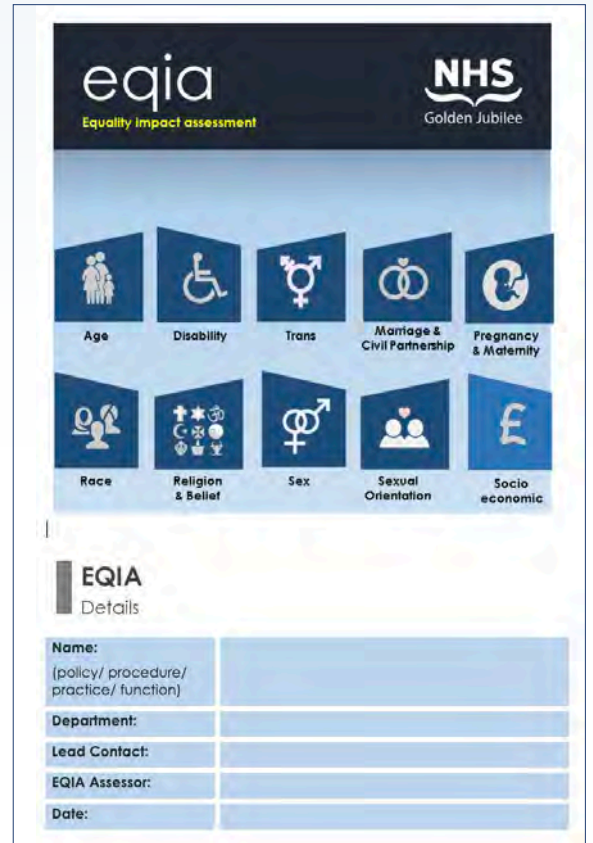 eqia
Equality impact assessment
NHS
Golden Jubilee
Age
Disability
Trans
Marriage &
Civil Partnership
Pregnancy
& Maternity
Race
Religion
& Belief
Sex
Sexual
Orientation
Socio
economic
£
EQIA
Details
Name:
(policy/ procedure/
practice/ function)
Department:
Lead Contact:
EQIA Assessor:
Date: